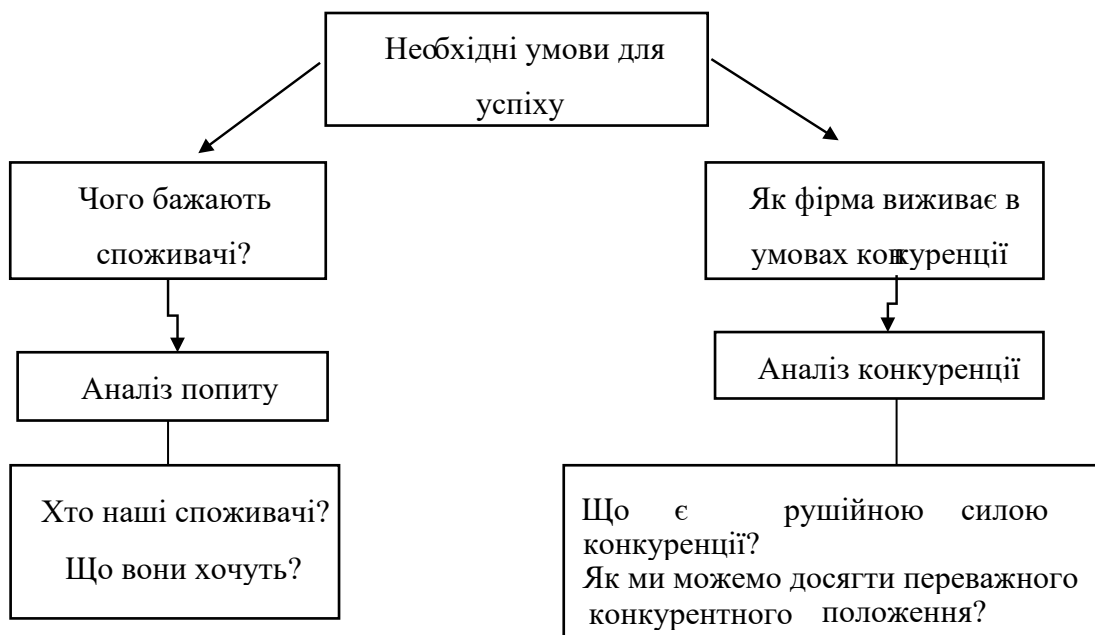 Необхідні умови для
успіху
Чого бажають
споживачі?
Як фірма виживає в
умовах конкуренції
Аналіз попиту
Аналіз конкуренції
Хто наші споживачі?
Що вони хочуть?
Що є рушійною силою
конкуренції?
Як ми можемо досягти переважного
конкурентного положення?